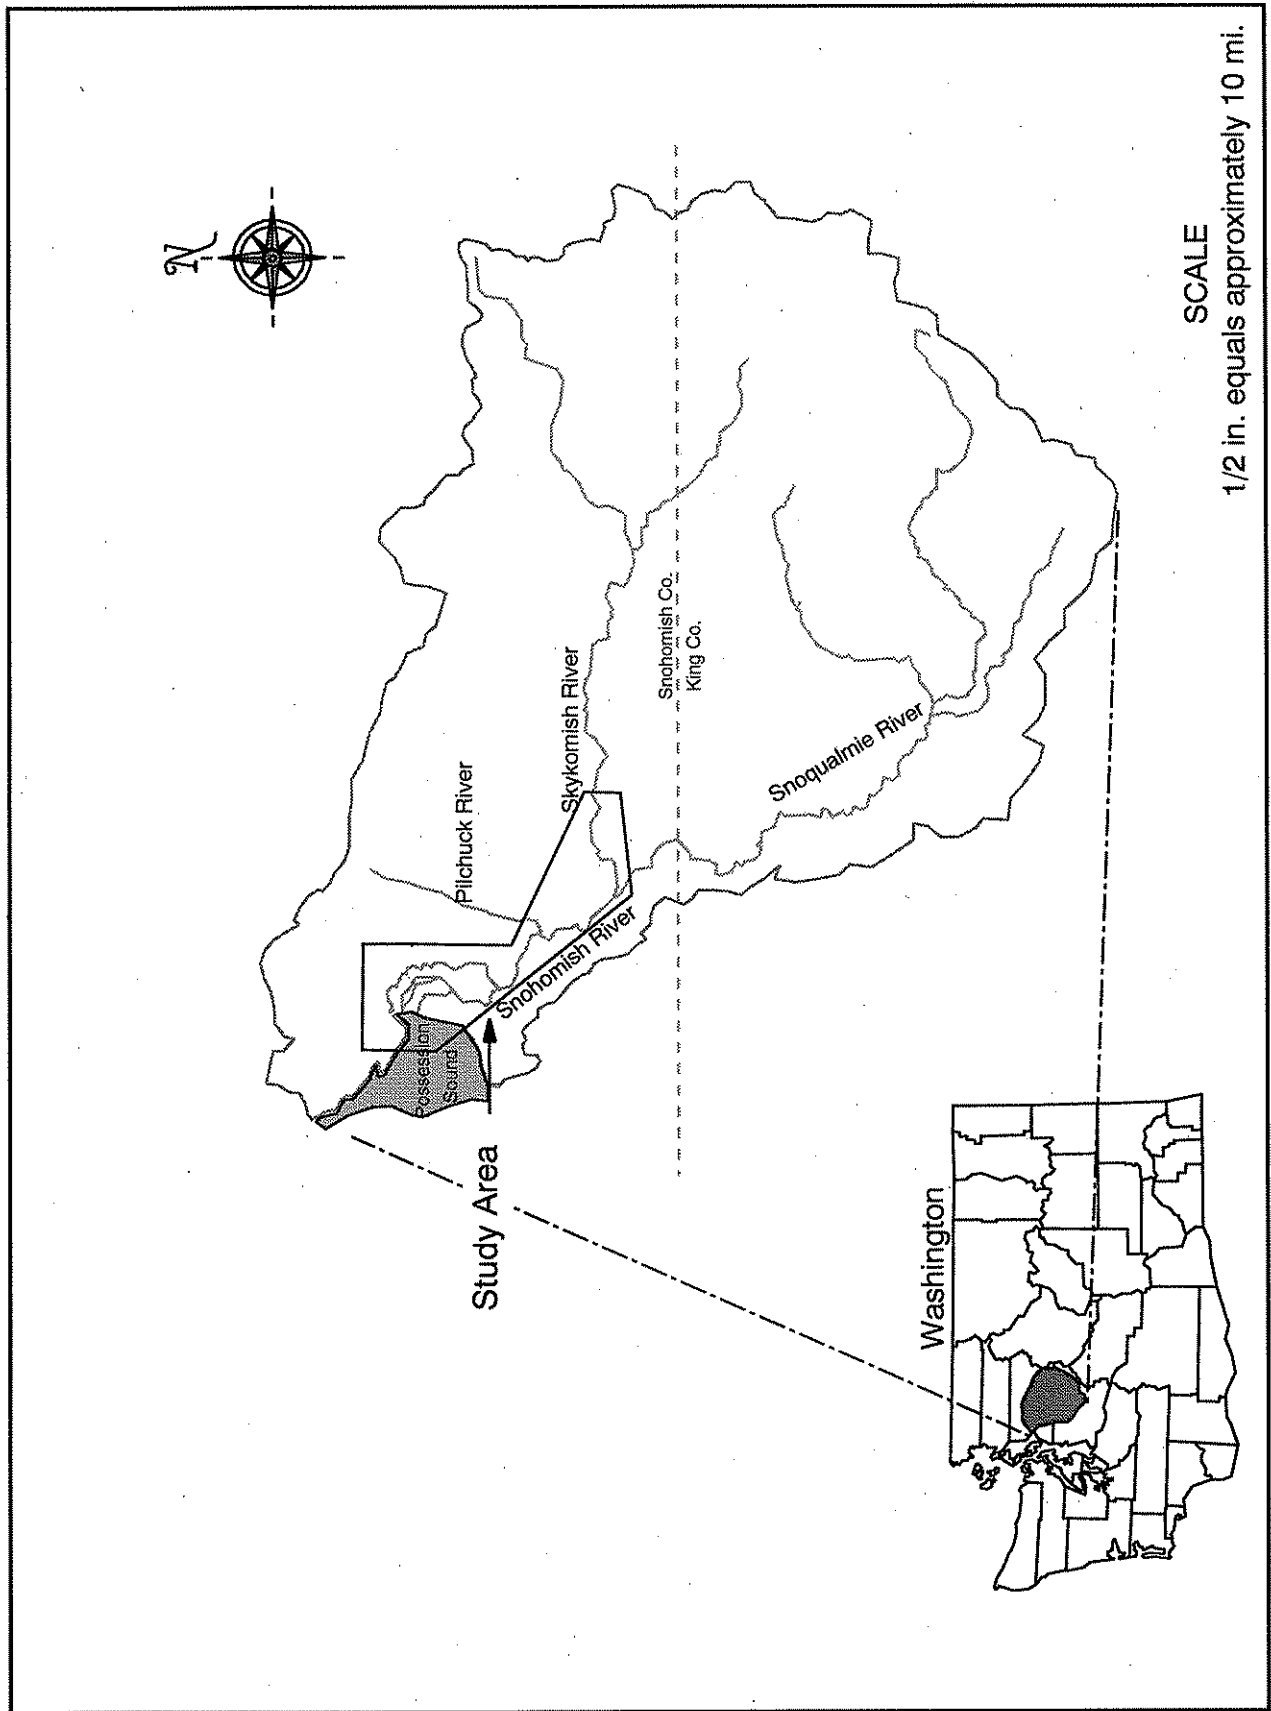 N
Pilchuck River
Skykomish River
Snohomish Co.
King Co.
Possession
Sound
Snohomish River
Snoqualmie River
Study Area
Washington
SCALE
1/2 in. equals approximately 10 mi.